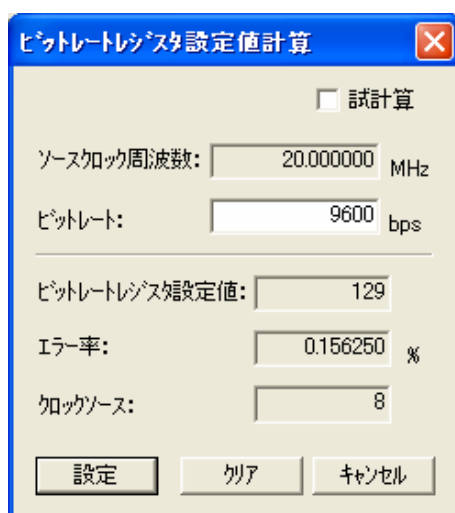 ﾋﾞｯﾄﾚｰﾄﾚｼﾞｽﾀ設定値計算
試計算
ｿｰｽｸﾛｯｸ周波数: 20.000000 MHz
ﾋﾞｯﾄﾚｰﾄ: 9600 bps
ﾋﾞｯﾄﾚｰﾄﾚｼﾞｽﾀ設定値: 129
ｴﾗｰ率: 0.156250 %
ｸﾛｯｸｿｰｽ: 8
設定 ｸﾘｱ ｷｬﾝｾﾙ